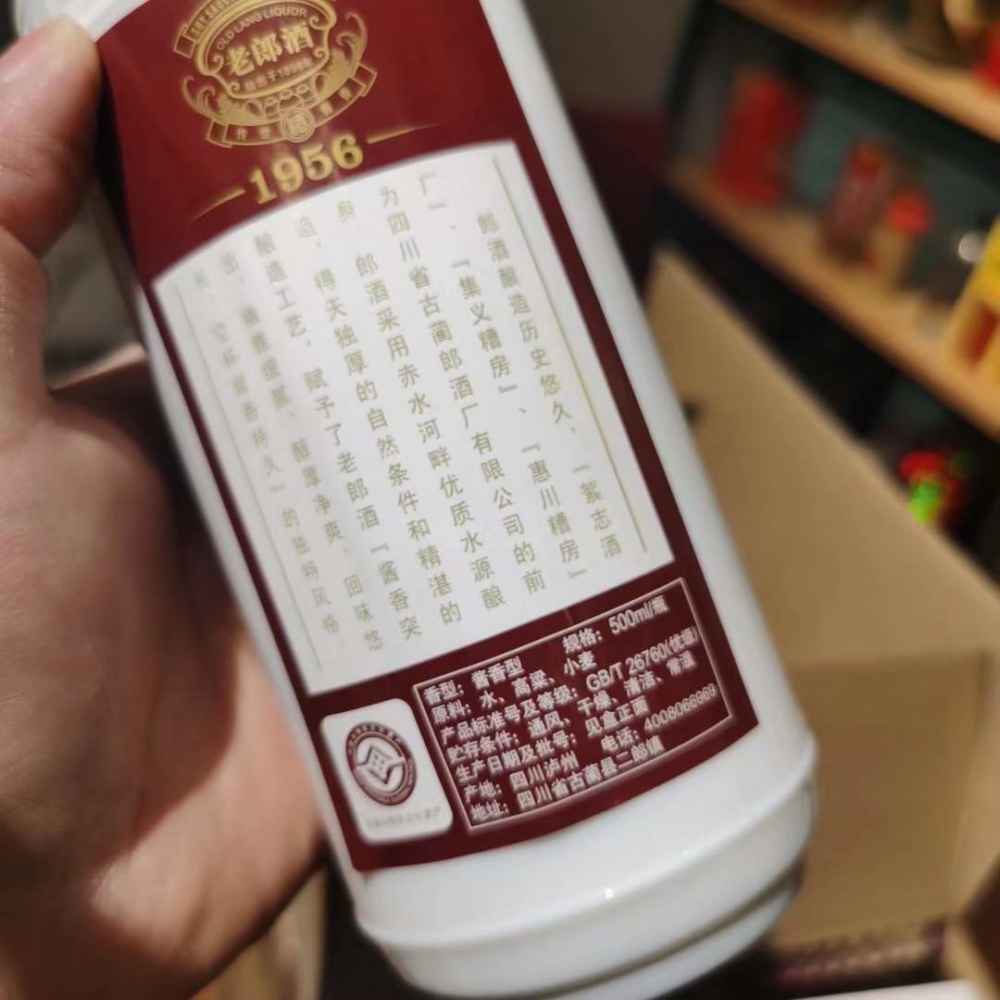 OLD LANG LIQUOR
老郎酒
1956
郎酒酿造历史悠久、「絮志酒
厂」、「集义糟房」、「惠川糟房」
为四川省古蔺郎酒厂有限公司的前
郎酒采用赤水河畔优质水源酿
造,得天独厚的自然条件和精湛的
酿造工艺,赋予了老郎酒『酱香突
醇厚净爽、回味悠
空杯留香持久』的独特风格
香型:酱香型 规格:500ml/瓶
原料:水、高粱、小麦
产品标准号及等级:GB/T 26760(优级)
贮存条件:通风、干燥、清洁、常温
生产日期及批号:见盒正面
产地:四川泸州 电话:4008066669
地址:四川省古蔺县二郎镇